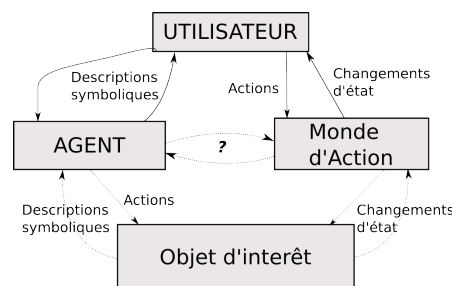 UTILISATEUR
Descriptions
symboliques
Actions
Changements
d'état
AGENT
?
Monde
d'Action
Descriptions
symboliques
Actions
Changements
d'état
Objet d'interêt